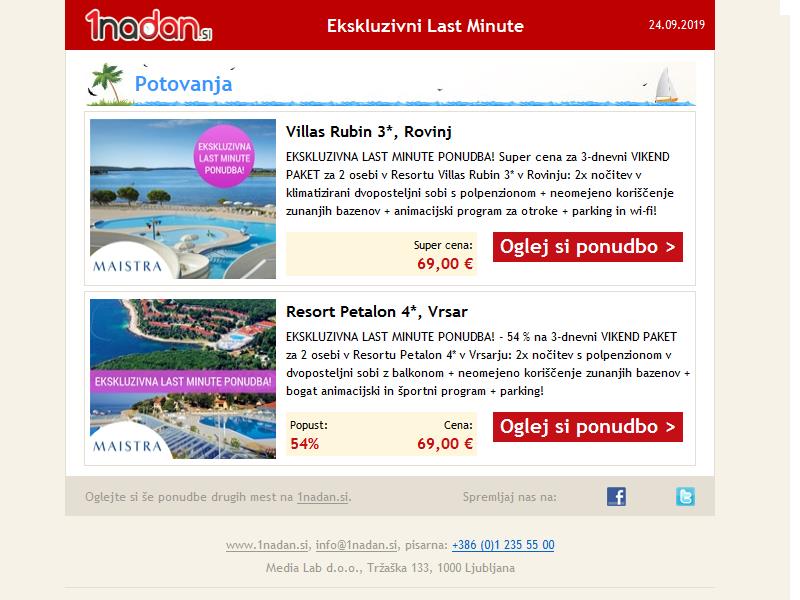 1nadan.si
Ekskluzivni Last Minute
24.09.2019
Potovanja
EKSKLUZIVNA
LAST MINUTE
PONUDBA!
MAISTRA
Villas Rubin 3*, Rovinj
EKSKLUZIVNA LAST MINUTE PONUDBA! Super cena za 3-dnevni VIKEND
PAKET za 2 osebi v Resortu Villas Rubin 3* v Rovinju: 2x nočitev v
klimatizirani dvoposteljni sobi s polpenzionom + neomejeno koriščenje
zunanjih bazenov + animacijski program za otroke + parking in wi-fi!
Super cena:
69,00 €
Oglej si ponudbo >
EKSKLUZIVNA LAST MINUTE PONUDBA!
MAISTRA
Resort Petalon 4*, Vrsar
EKSKLUZIVNA LAST MINUTE PONUDBA! - 54 % na 3-dnevni VIKEND PAKET
za 2 osebi v Resortu Petalon 4* v Vrsarju: 2x nočitev s polpenzionom v
dvoposteljni sobi z balkonom + neomejeno koriščenje zunanjih bazenov +
bogat animacijski in športni program + parking!
Popust:
54%
Cena:
69,00 €
Oglej si ponudbo >
Oglejte si še ponudbe drugih mest na 1nadan.si.
Spremljaj nas na:
www.1nadan.si, info@1nadan.si, pisarna: +386 (0)1 235 55 00
Media Lab d.o.o., Tržaška 133, 1000 Ljubljana